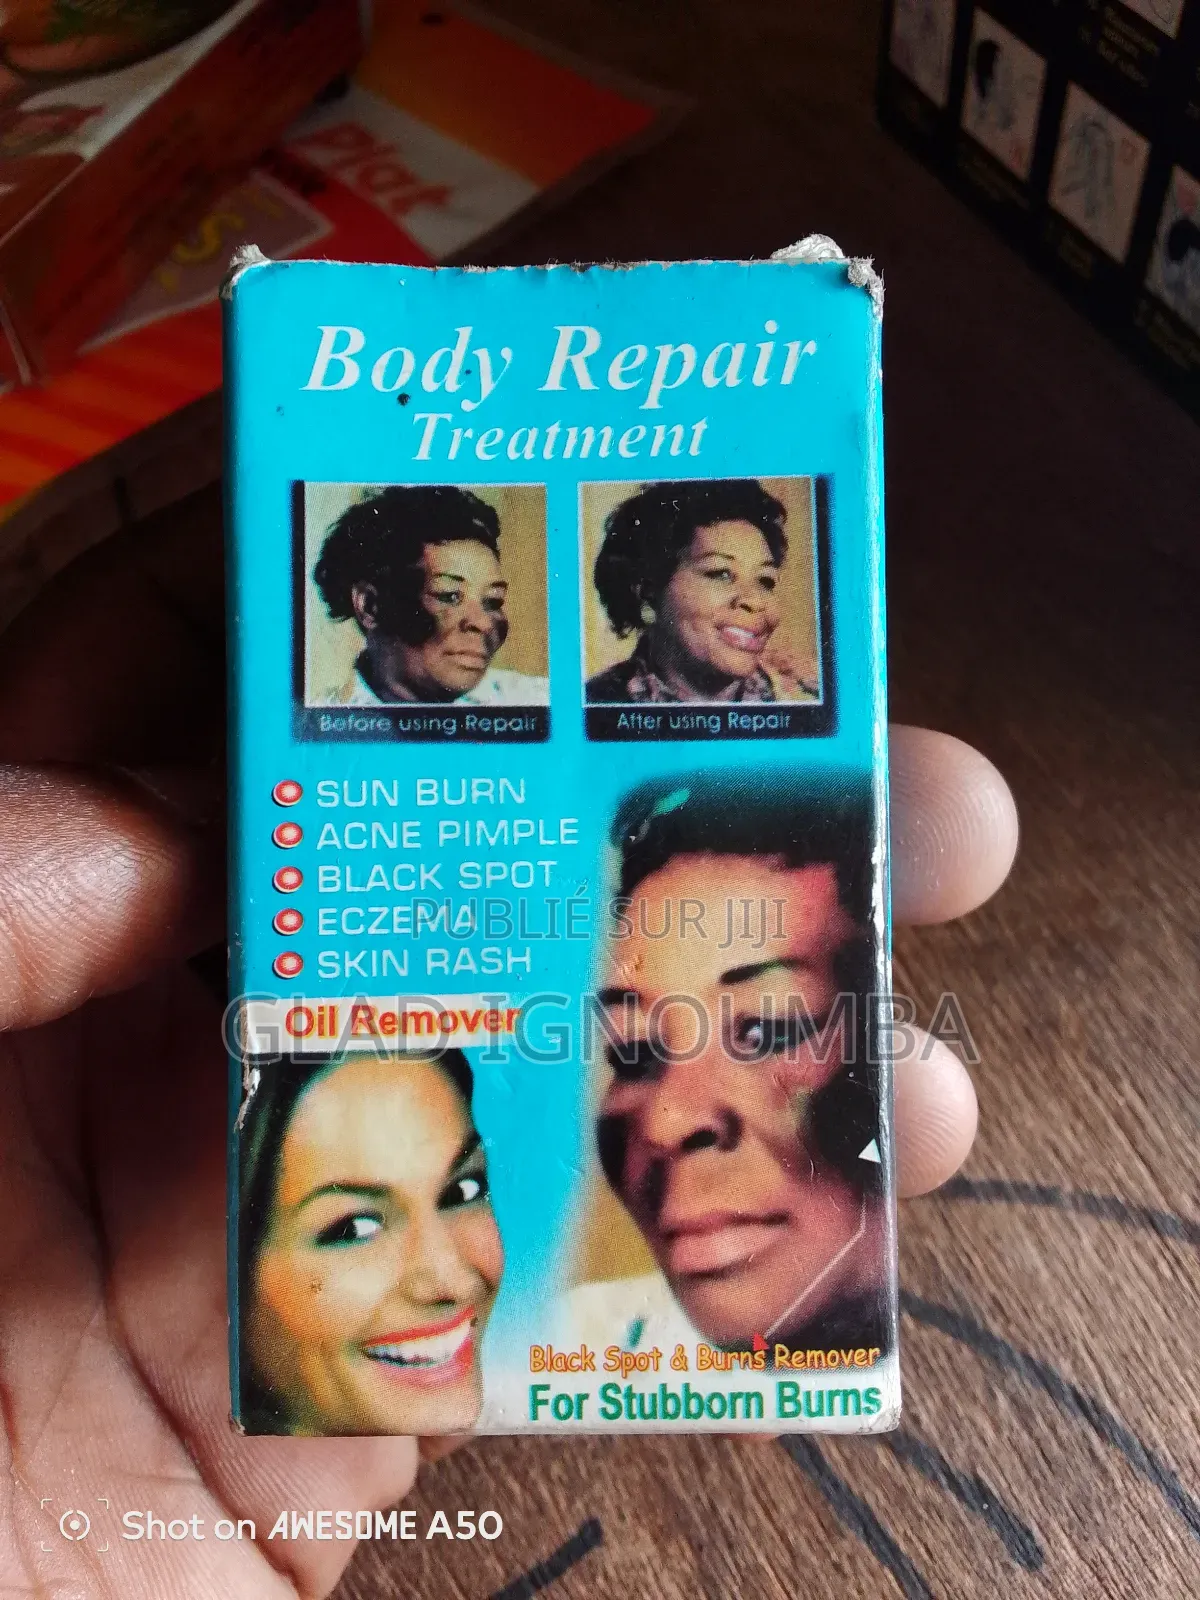 Plat
Body Repair
Treatment
Before using Repair
After using Repair
SUN BURN
ACNE PIMPLE
BLACK SPOT
ECZEMA
SKIN RASH
PUBLIÉ SUR JIJI
GLAD IGNOUMBA
Oil Remover
Black Spot & Burns Remover
For Stubborn Burns
Shot on AWESOME A50